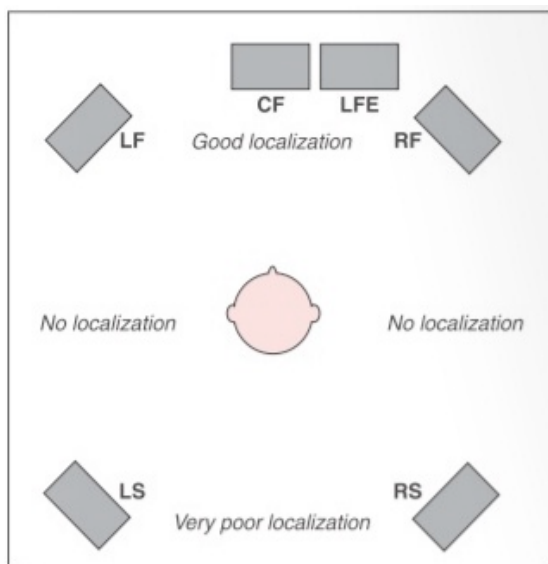 CF
LFE
LF
Good localization
RF
No localization
No localization
LS
RS
Very poor localization